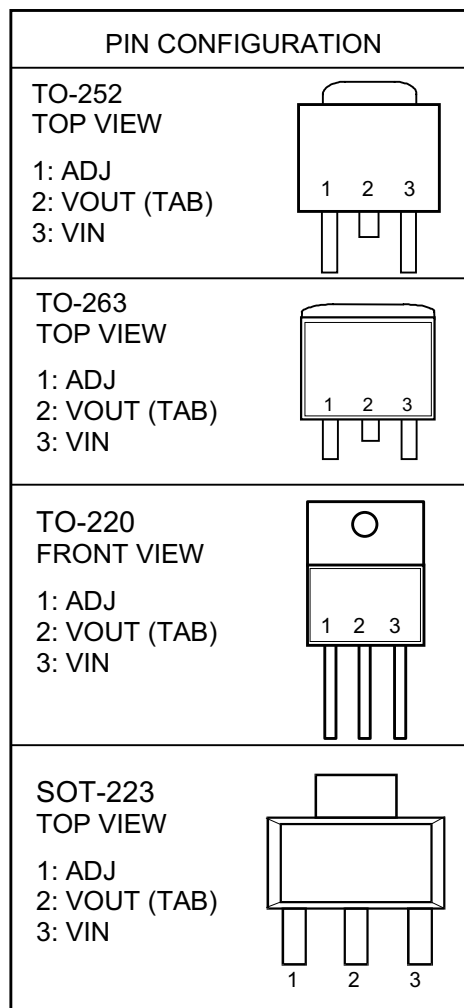 PIN CONFIGURATION
TO-252
TOP VIEW
1: ADJ
2: VOUT (TAB)
3: VIN
1 2 3
TO-263
TOP VIEW
1: ADJ
2: VOUT (TAB)
3: VIN
1 2 3
TO-220
FRONT VIEW
1: ADJ
2: VOUT (TAB)
3: VIN
1 2 3
SOT-223
TOP VIEW
1: ADJ
2: VOUT (TAB)
3: VIN
1 2 3